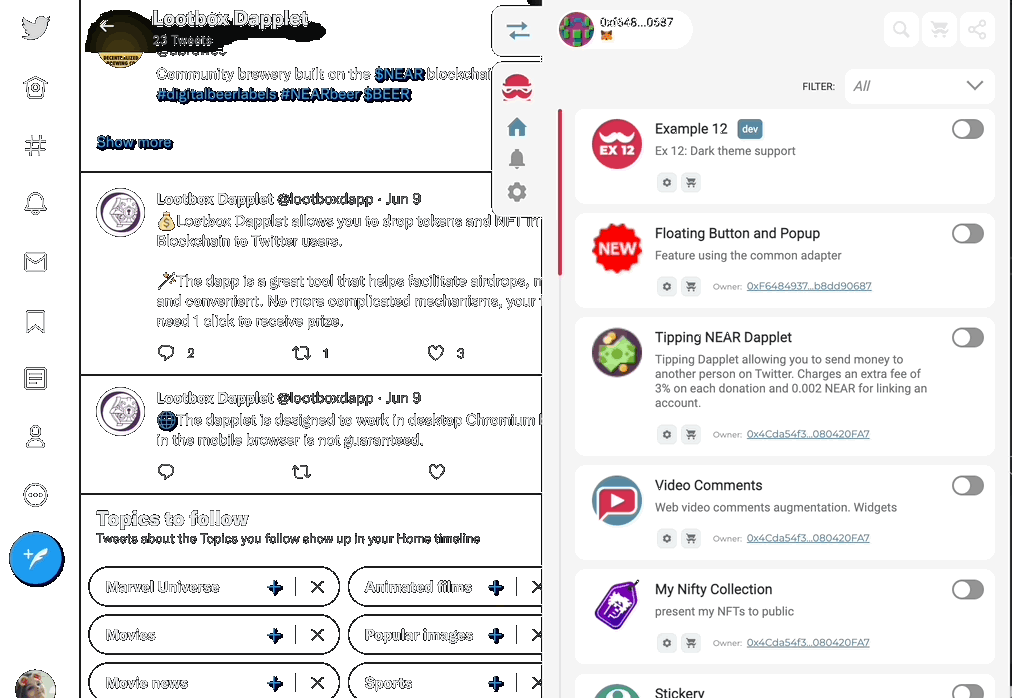 Lootbox Dapplet
23 Tweets
DECENTRALIZED
BREWING CO
Community brewery built on the $NEAR blockchain
#digitalbeerlabels #NEARbeer $BEER
Show more
Lootbox Dapplet @lootboxdapp · Jun 9
💰Lootbox Dapplet allows you to drop tokens and NFT
Blockchain to Twitter users.
The dapp is a great tool that helps facilitate airdrops,
and convenient. No more complicated mechanisms, your
need 1 click to receive prize.
2 1 3
Lootbox Dapplet @lootboxdapp · Jun 9
🌐The dapplet is designed to work in desktop Chromium
in the mobile browser is not guaranteed.
Topics to follow
Tweets about the Topics you follow show up in your Home timeline
Marvel Universe
Animated films
Movies
Popular images
Movie news
Sports
0xf648...0687
FILTER: All
Example 12 dev
EX 12
Ex 12: Dark theme support
Floating Button and Popup
NEW
Feature using the common adapter
Owner: 0xF6484937...b8dd90687
Tipping NEAR Dapplet
Tipping Dapplet allowing you to send money to
another person on Twitter. Charges an extra fee of
3% on each donation and 0.002 NEAR for linking an
account.
Owner: 0x4Cda54f3...080420FA7
Video Comments
Web video comments augmentation. Widgets
Owner: 0x4Cda54f3...080420FA7
My Nifty Collection
present my NFTs to public
Owner: 0x4Cda54f3...080420FA7
Stickery